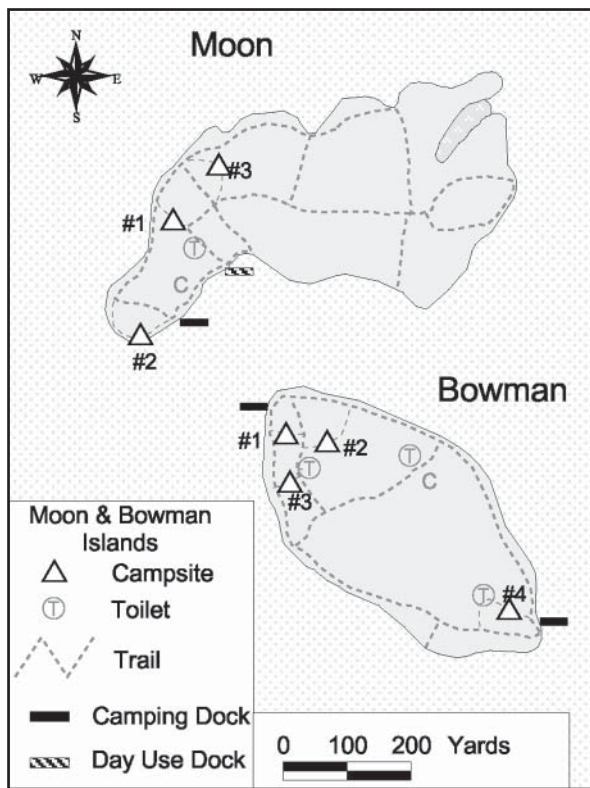 Moon
N
W E
S
#3
#1
T
C
#2
Bowman
#1
#2
T
T
#3
C
T
#4
Moon & Bowman
Islands
Campsite
T Toilet
Trail
Camping Dock
Day Use Dock
0 100 200 Yards